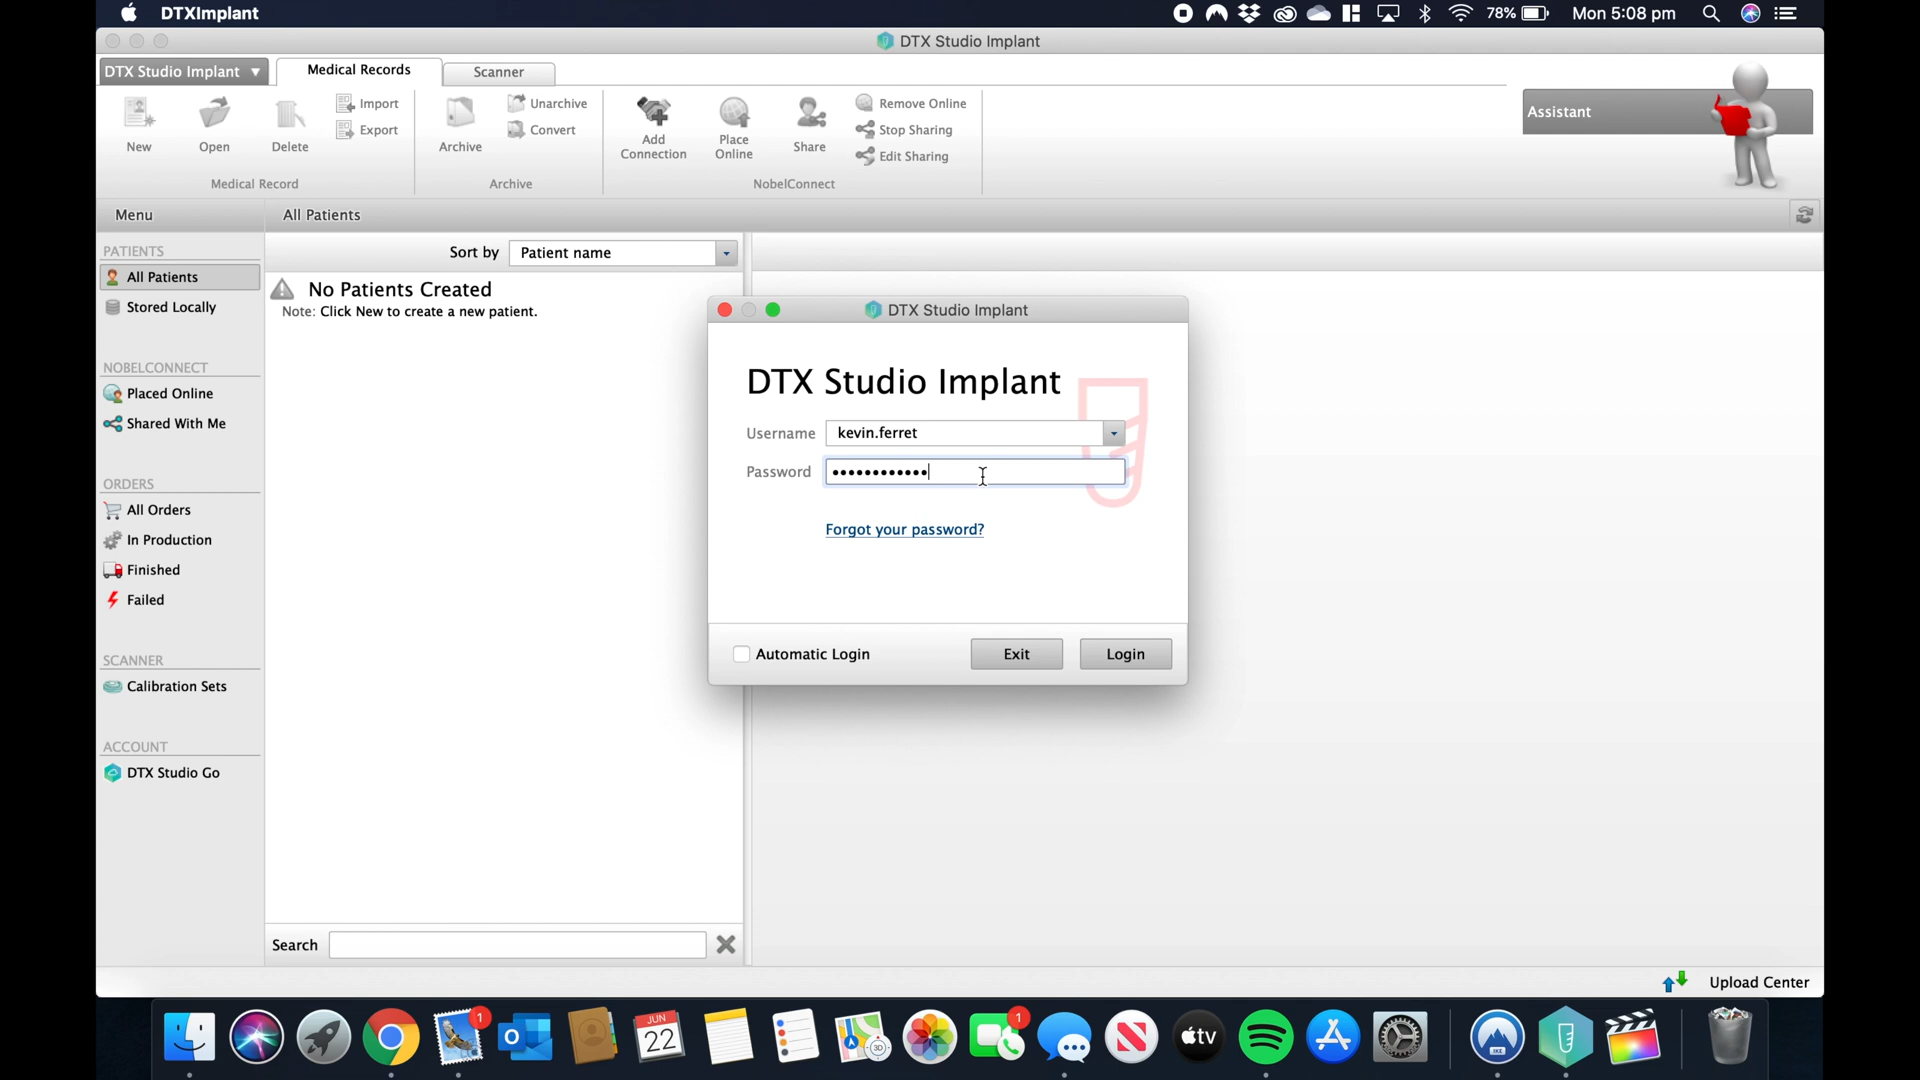 DTXImplant
78%
Mon 5:08 pm
DTX Studio Implant
DTX Studio Implant
Medical Records
Scanner
New
Open
Delete
Import
Export
Medical Record
Archive
Unarchive
Convert
Archive
Add
Connection
Place
Online
Share
Remove Online
Stop Sharing
Edit Sharing
NobelConnect
Assistant
Menu
All Patients
PATIENTS
All Patients
Stored Locally
NOBELCONNECT
Placed Online
Shared With Me
ORDERS
All Orders
In Production
Finished
Failed
SCANNER
Calibration Sets
ACCOUNT
DTX Studio Go
Sort by
Patient name
No Patients Created
Note: Click New to create a new patient.
DTX Studio Implant
DTX Studio Implant
Username
kevin.ferret
Password
••••••••••••
Forgot your password?
Automatic Login
Exit
Login
Search
Upload Center
1
JUN
22
3D
1
tv
IKE